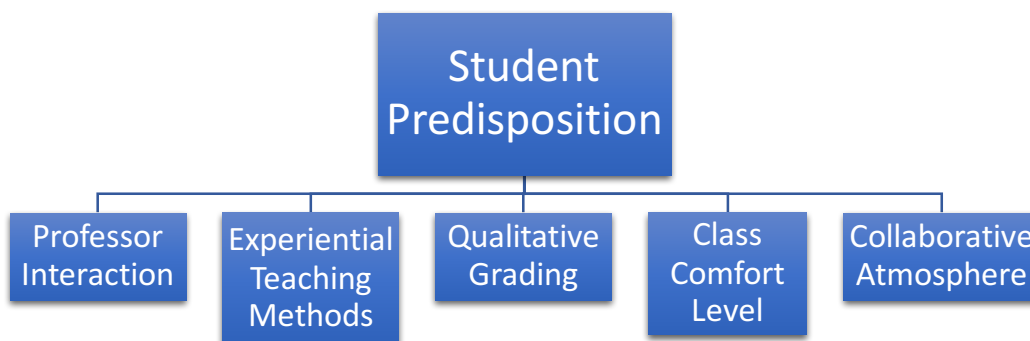 Student
Predisposition
Professor
Interaction
Experiential
Teaching
Methods
Qualitative
Grading
Class
Comfort
Level
Collaborative
Atmosphere